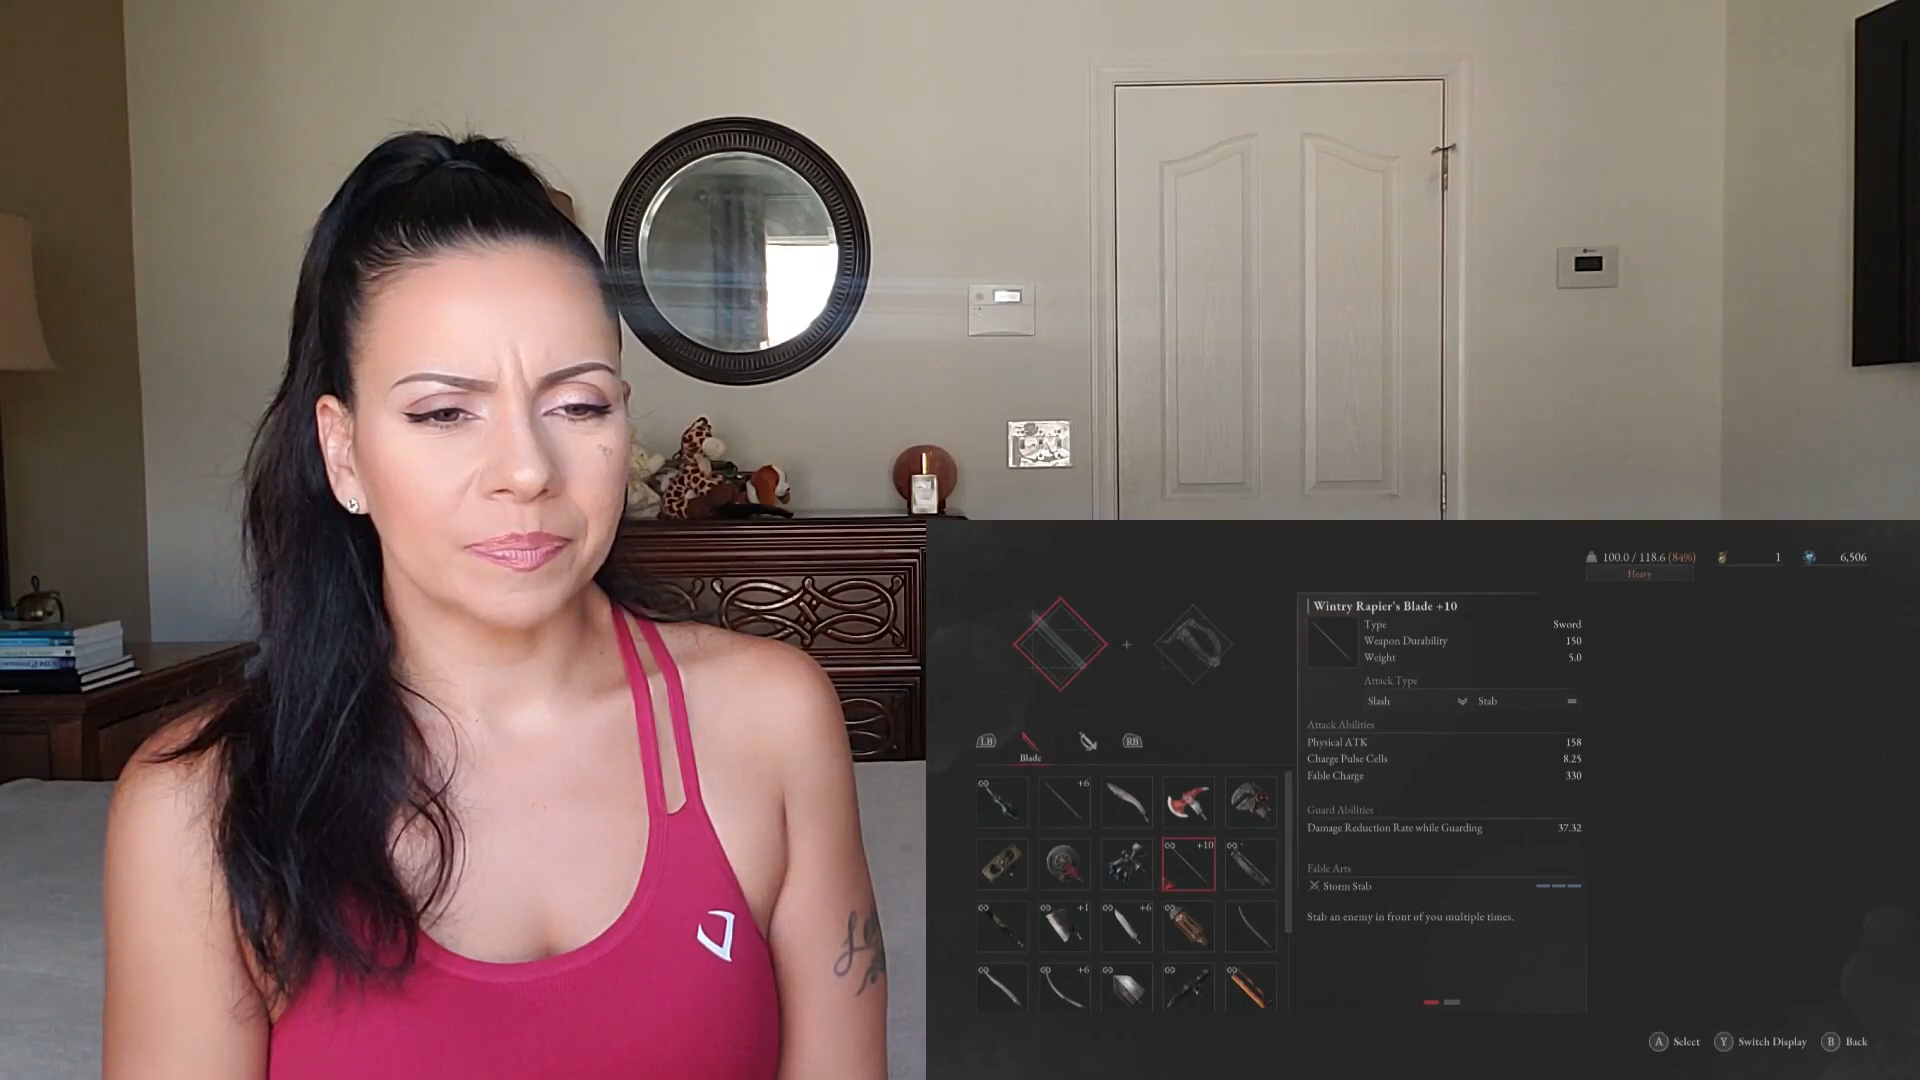 100.0 / 118.6 (84%) 1 6,506
Heavy
Wintry Rapier's Blade +10
Type Sword
Weapon Durability 150
Weight 5.0
Attack Type
Slash Stab
Attack Abilities
Physical ATK 158
Charge Pulse Cells 8.25
Fable Charge 330
Guard Abilities
Damage Reduction Rate while Guarding 37.32
Fable Arts
Storm Stab
Stab an enemy in front of you multiple times.
LB RB
Blade
+6
+10
+1 +6
+6
A Select Y Switch Display B Back